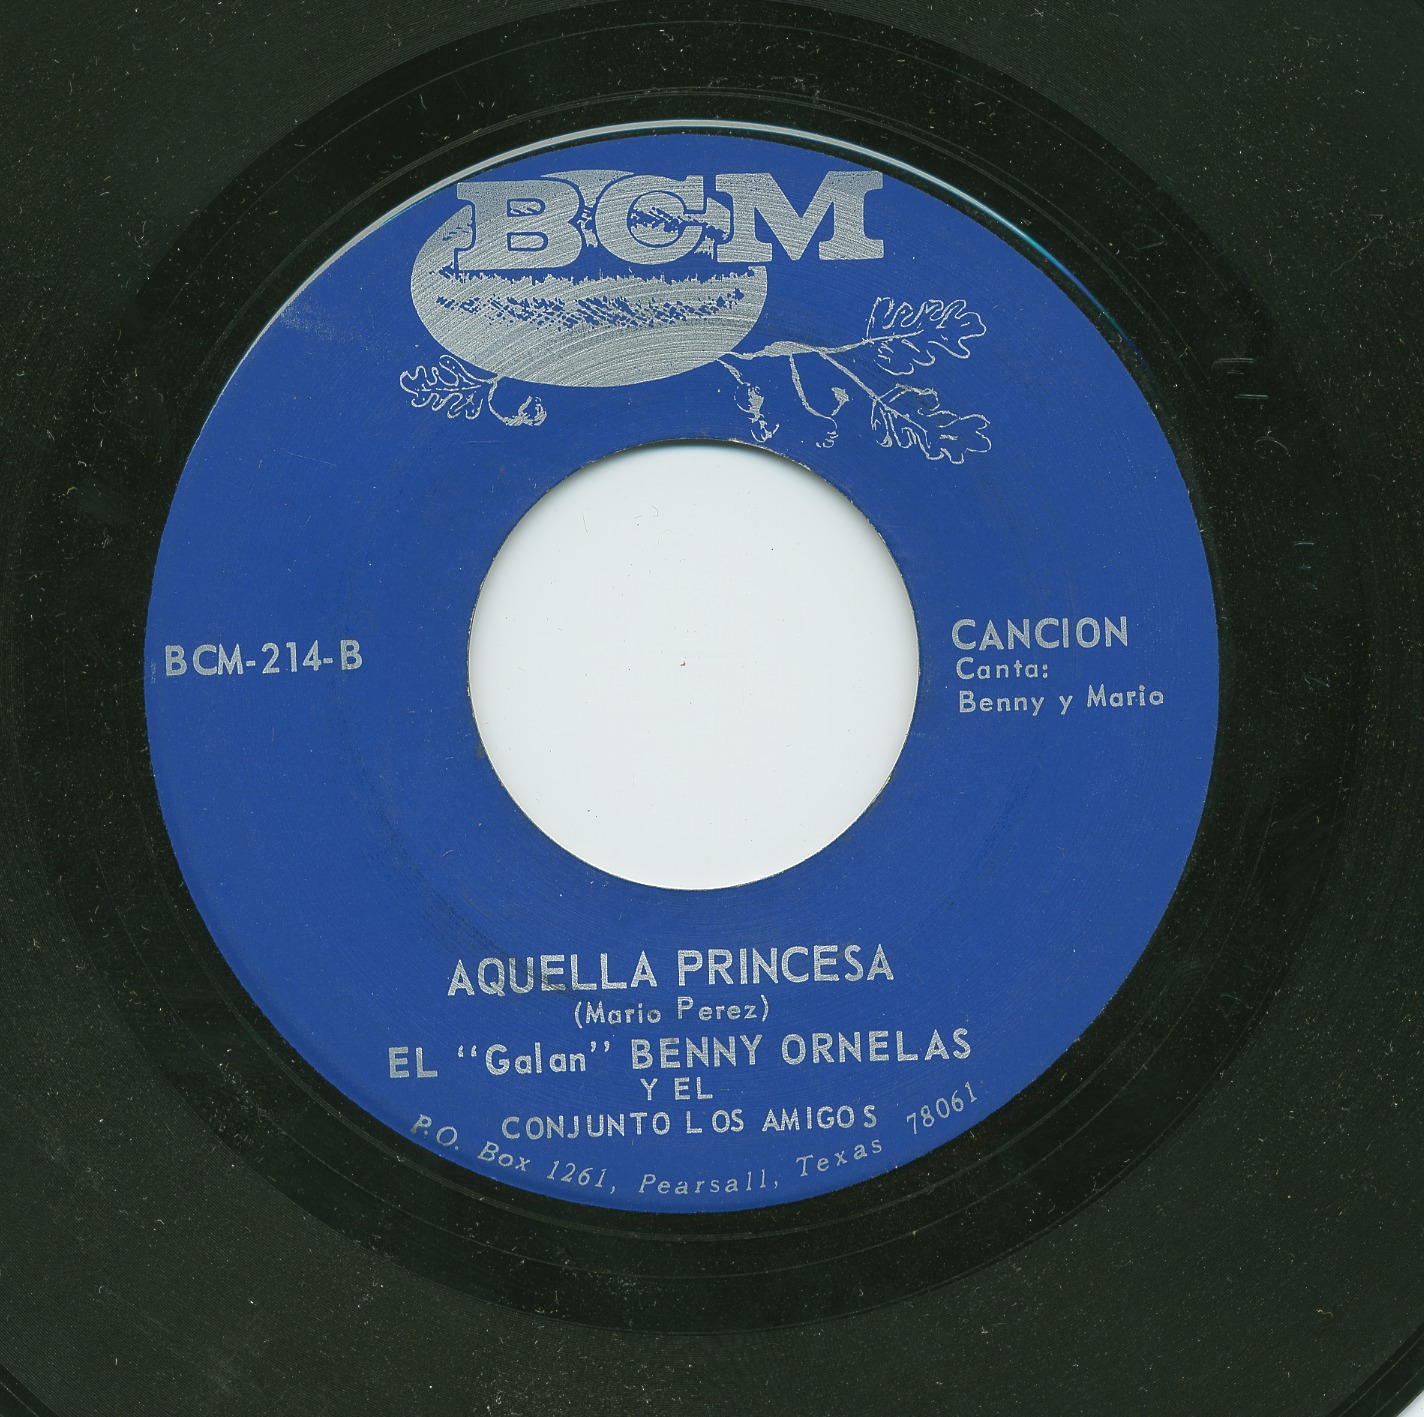 BCM
BCM-214-B
CANCION
Canta:
Benny y Mario
AQUELLA PRINCESA
(Mario Perez)
EL "Galan" BENNY ORNELAS
Y EL
CONJUNTO LOS AMIGOS
P.O. Box 1261, Pearsall, Texas 78061